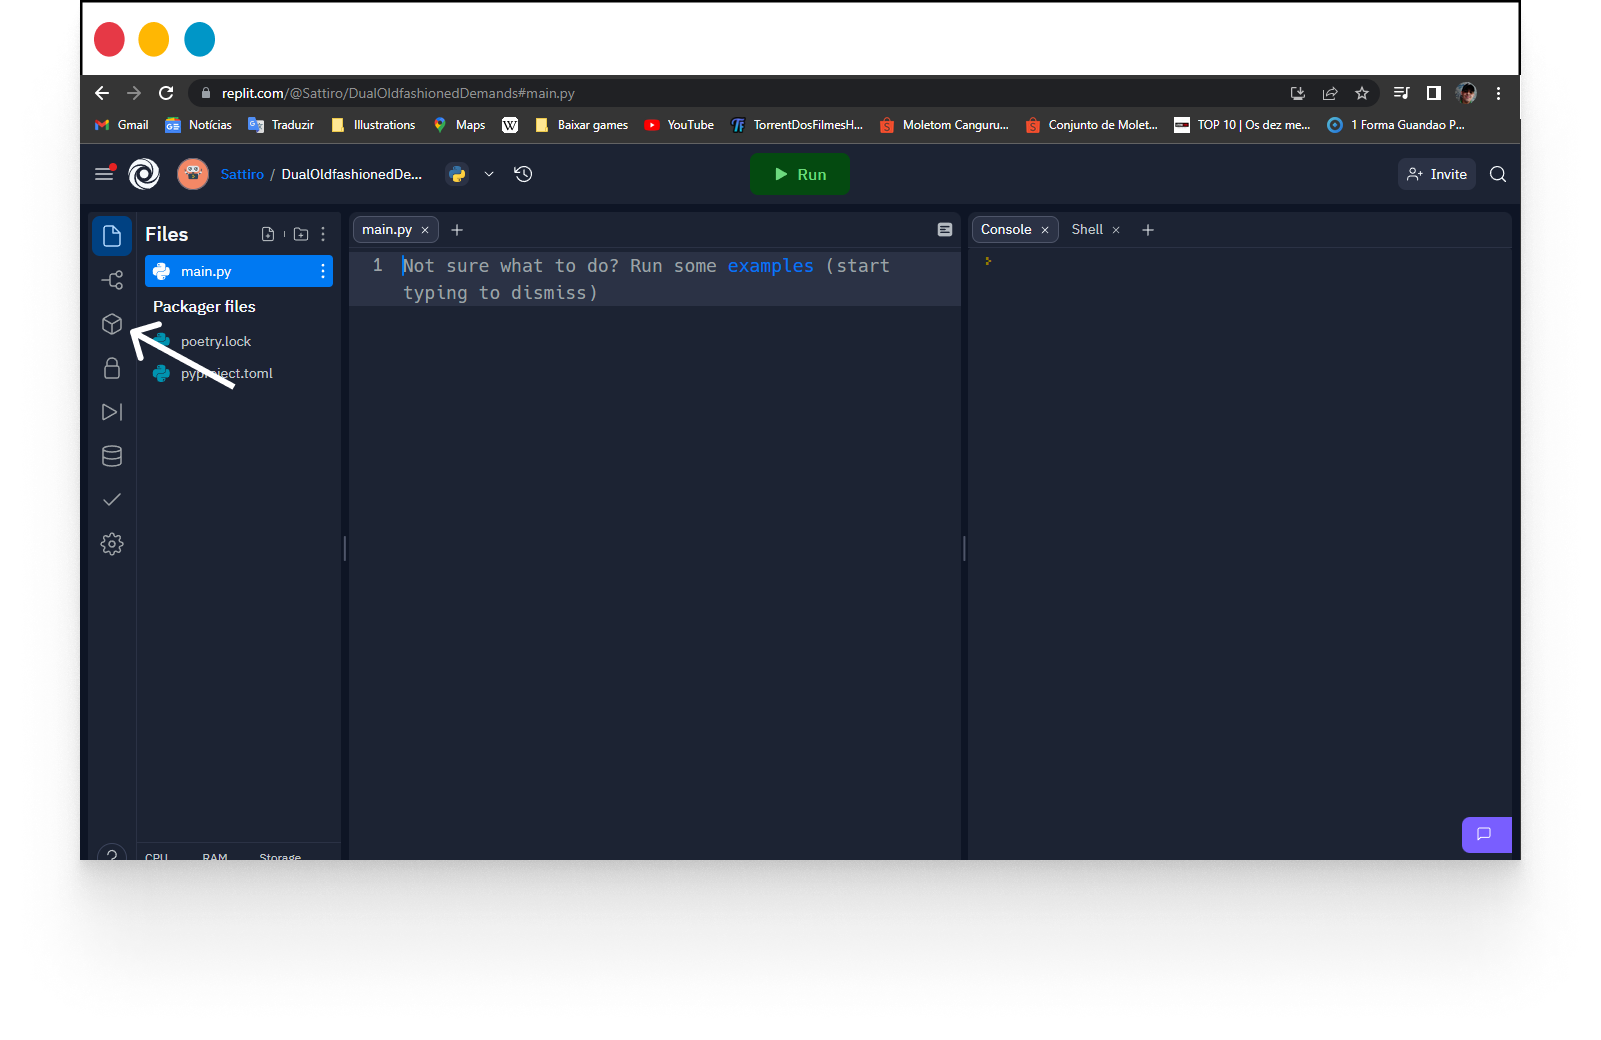 replit.com/@Sattiro/DualOldfashionedDemands#main.py
Gmail Notícias Traduzir Illustrations Maps W Baixar games YouTube TorrentDosFilmesH... Moletom Canguru... Conjunto de Molet... TOP 10 | Os dez me... 1 Forma Guandao P...
Sattiro / DualOldfashionedDe... Run Invite
Files main.py Console Shell
main.py
1 Not sure what to do? Run some examples (start
typing to dismiss)
Packager files
poetry.lock
pyproject.toml
CPU RAM Storage